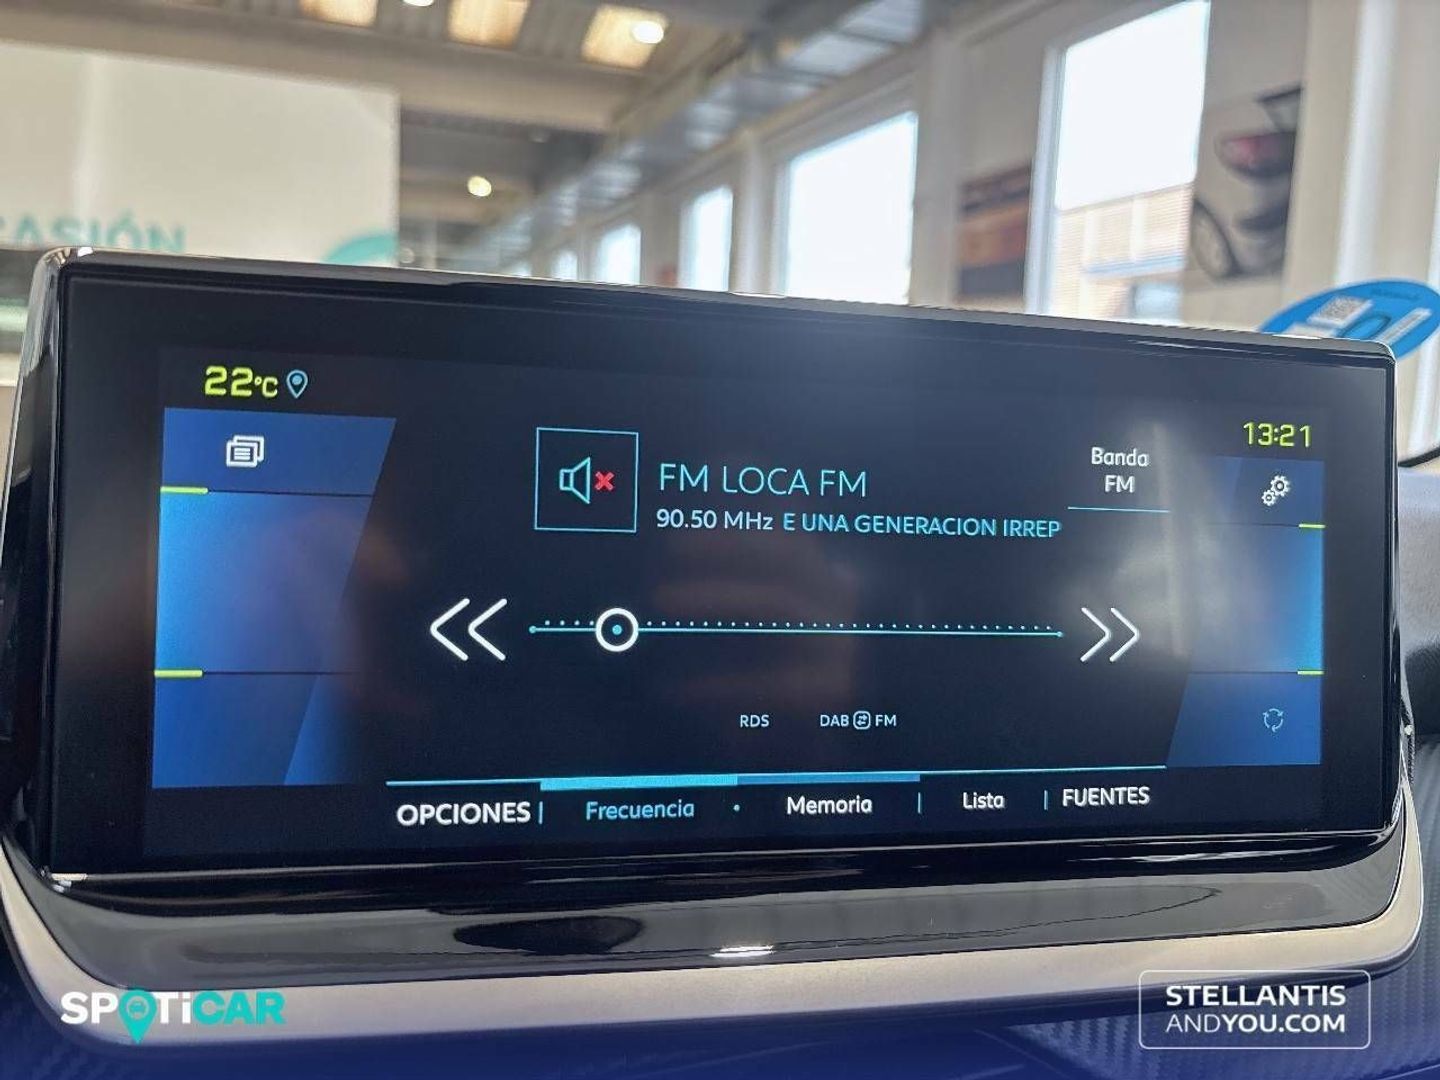 CASIÓN
22°C
13:21
FM LOCA FM
90.50 MHz E UNA GENERACION IRREP
Banda
FM
RDS
DAB FM
OPCIONES
Frecuencia
Memoria
Lista
FUENTES
SPOTiCAR
STELLANTIS
ANDYOU.COM